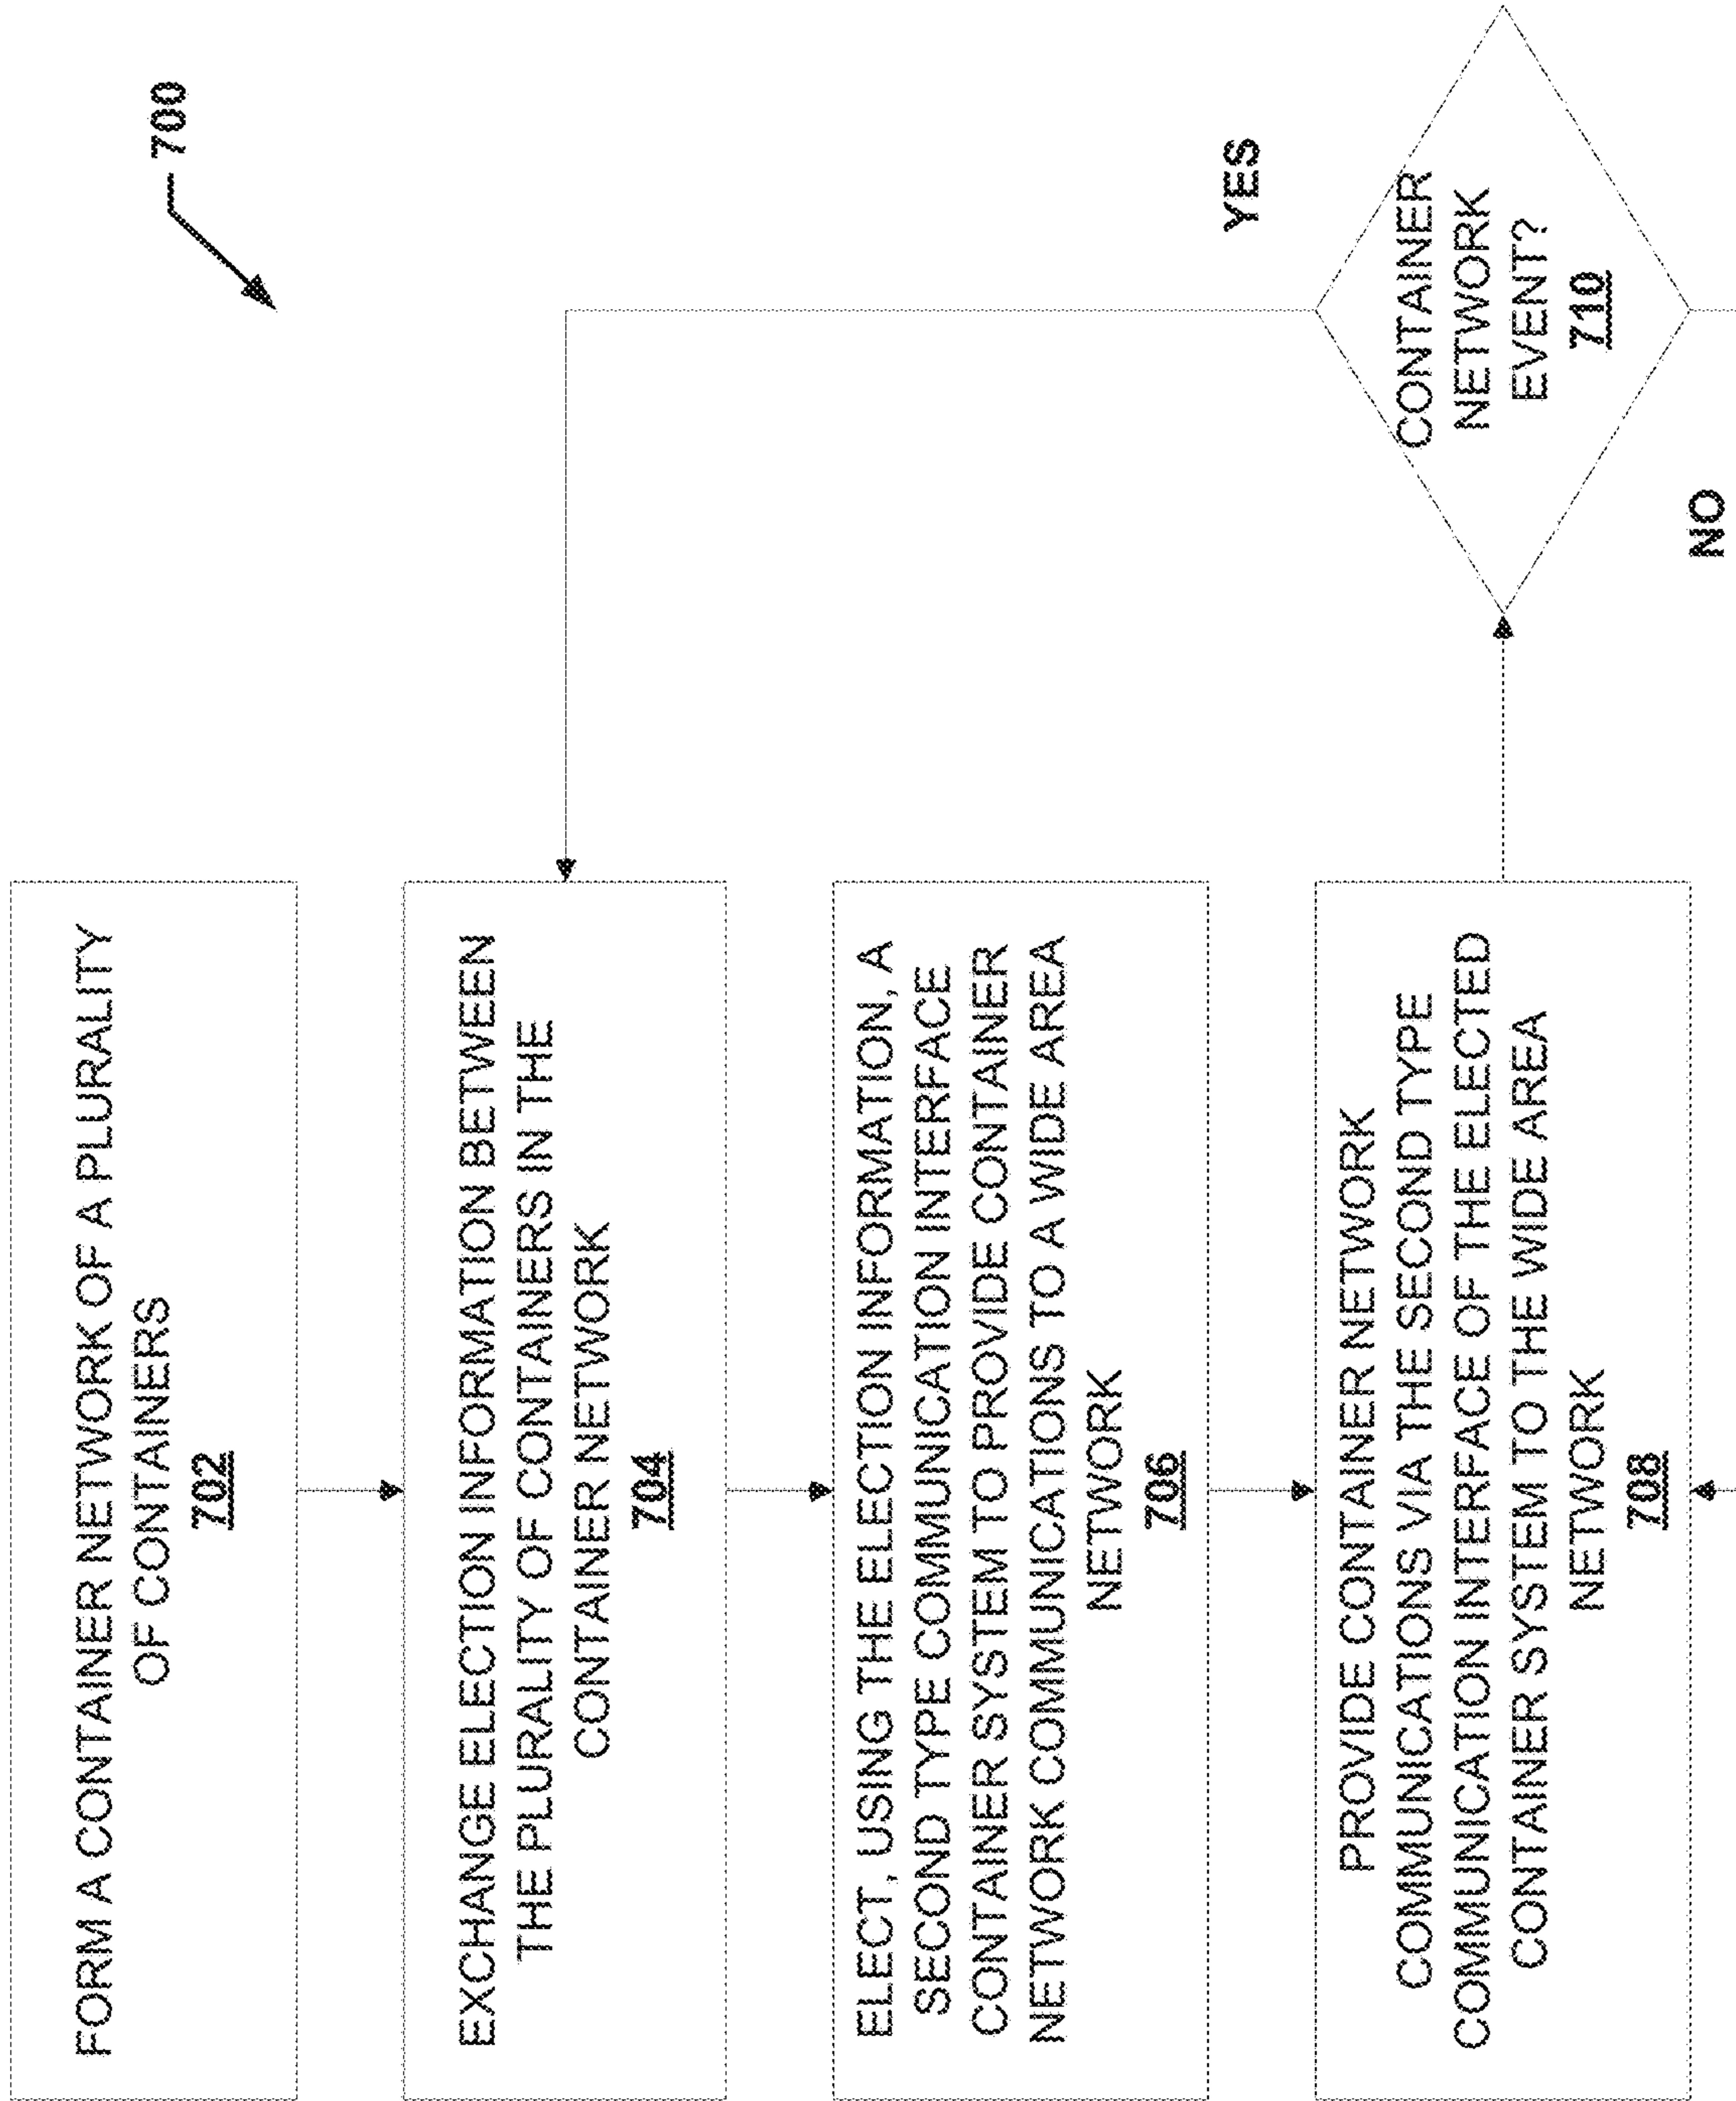 700
FORM A CONTAINER NETWORK OF A PLURALITY
OF CONTAINERS
702
EXCHANGE ELECTION INFORMATION BETWEEN
THE PLURALITY OF CONTAINERS IN THE
CONTAINER NETWORK
704
ELECT, USING THE ELECTION INFORMATION, A
SECOND TYPE COMMUNICATION INTERFACE
CONTAINER SYSTEM TO PROVIDE CONTAINER
NETWORK COMMUNICATIONS TO A WIDE AREA
NETWORK
706
PROVIDE CONTAINER NETWORK
COMMUNICATIONS VIA THE SECOND TYPE
COMMUNICATION INTERFACE OF THE ELECTED
CONTAINER SYSTEM TO THE WIDE AREA
NETWORK
708
YES
CONTAINER
NETWORK
EVENT?
710
NO